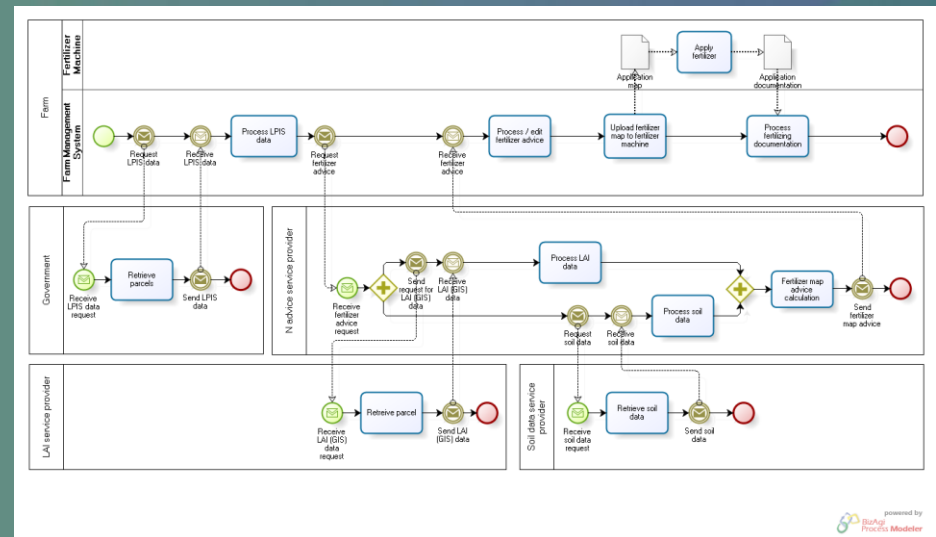 Farm
Fertilizer
Machine
Application
map
Apply
fertilizer
Application
documentation
Farm Management
System
Request
LPIS data
Receive
LPIS data
Process LPIS
data
Request
fertilizer
advice
Receive
fertilizer
advice
Process / edit
fertilizer advice
Upload fertilizer
map to fertilizer
machine
Process
fertilizing
documentation
Government
Receive
LPIS data
request
Retrieve
parcels
Send LPIS
data
N advice service provider
Receive
fertilizer
advice
request
Send
request for
LAI (GIS)
data
Receive
LAI (GIS)
data
Process LAI
data
Request
soil data
Receive
soil data
Process soil
data
Fertilizer map
advice
calculation
Send
fertilizer
map advice
LAI service provider
Receive
LAI (GIS)
data
request
Retreive parcel
Send LAI
(GIS) data
Soil data service
provider
Receive
soil data
request
Retrieve soil
data
Send soil
data
powered by
BizAgi
Process Modeler